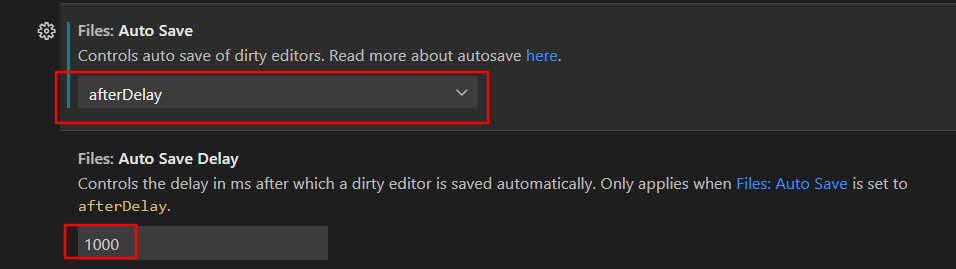 Files: Auto Save
Controls auto save of dirty editors. Read more about autosave here.
afterDelay
Files: Auto Save Delay
Controls the delay in ms after which a dirty editor is saved automatically. Only applies when Files: Auto Save is set to
afterDelay.
1000